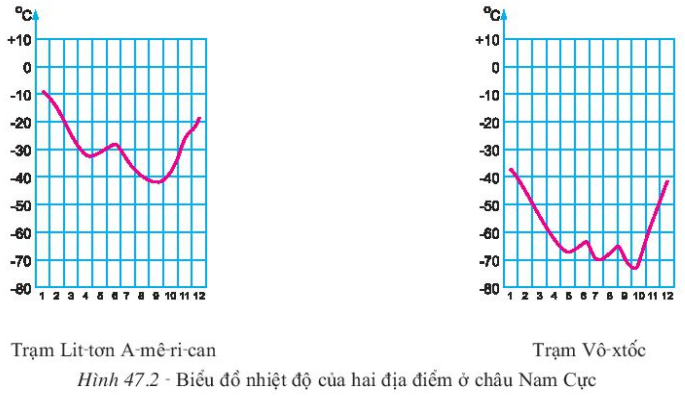 °C
+10
0
-10
-20
-30
-40
-50
-60
-70
-80
1 2 3 4 5 6 7 8 9 10 11 12
°C
+10
0
-10
-20
-30
-40
-50
-60
-70
-80
1 2 3 4 5 6 7 8 9 10 11 12
Trạm Lit-tơn A-mê-ri-can
Trạm Vô-xtốc
Hình 47.2 - Biểu đồ nhiệt độ của hai địa điểm ở châu Nam Cực